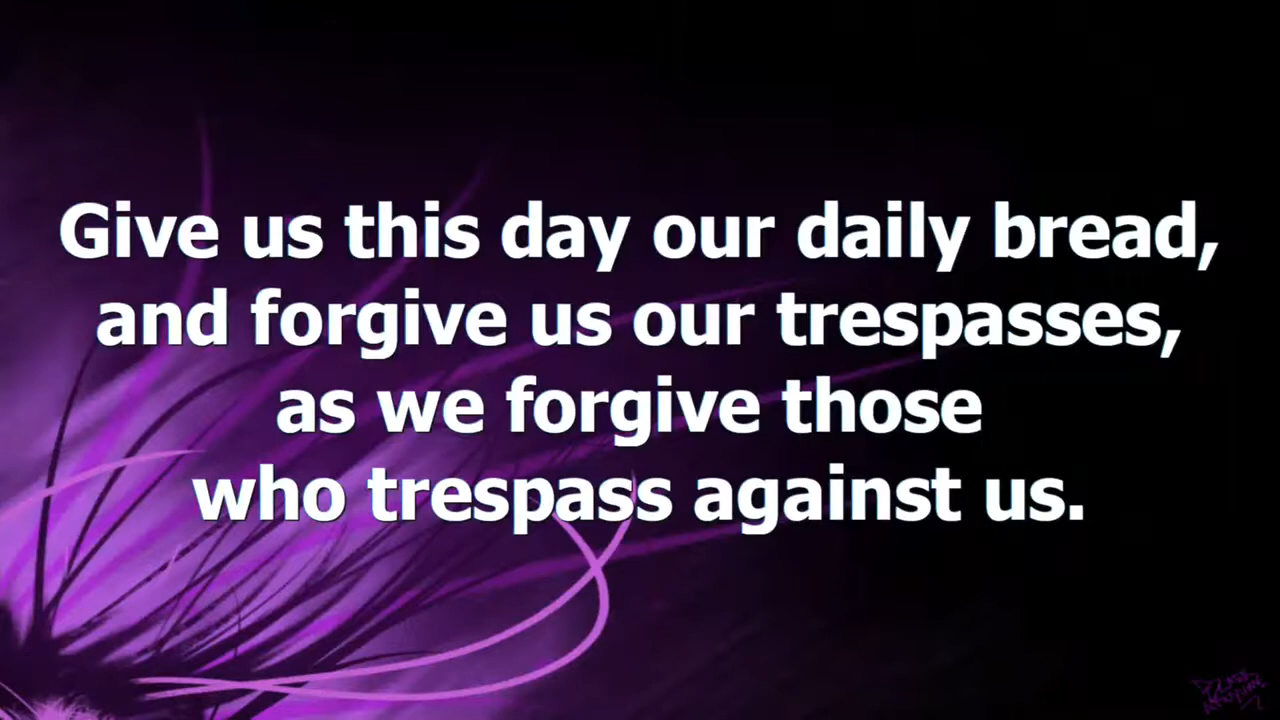 Give us this day our daily bread,
and forgive us our trespasses,
as we forgive those
who trespass against us.